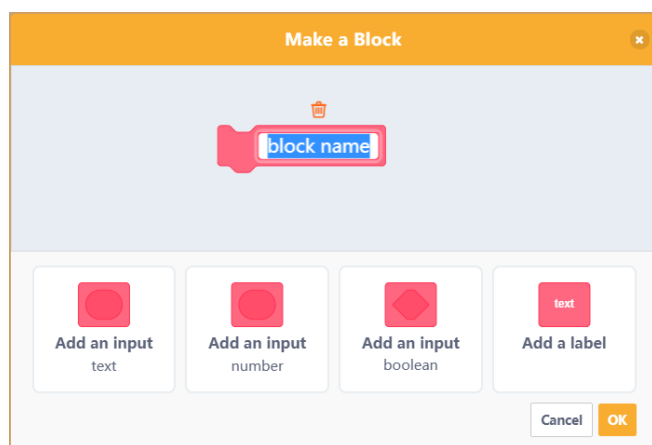 Make a Block
block name
text
Add an input
text
Add an input
number
Add an input
boolean
Add a label
Cancel
OK